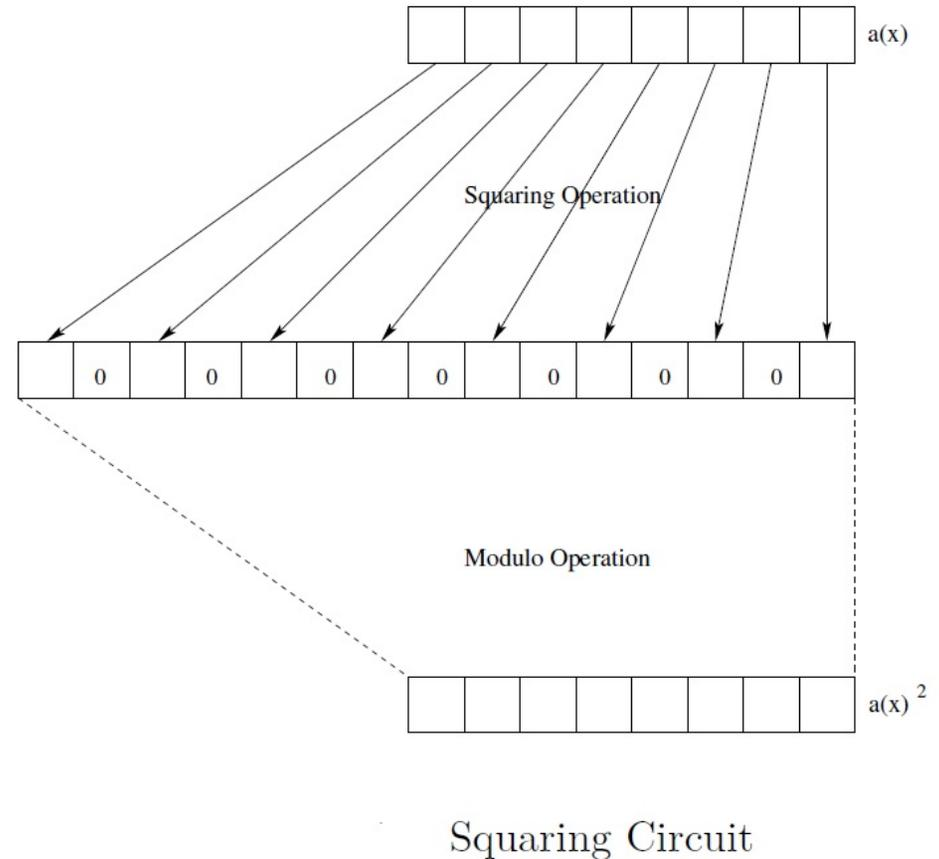 a(x)
Squaring Operation
0 0 0 0 0 0 0
Modulo Operation
a(x) 2
Squaring Circuit